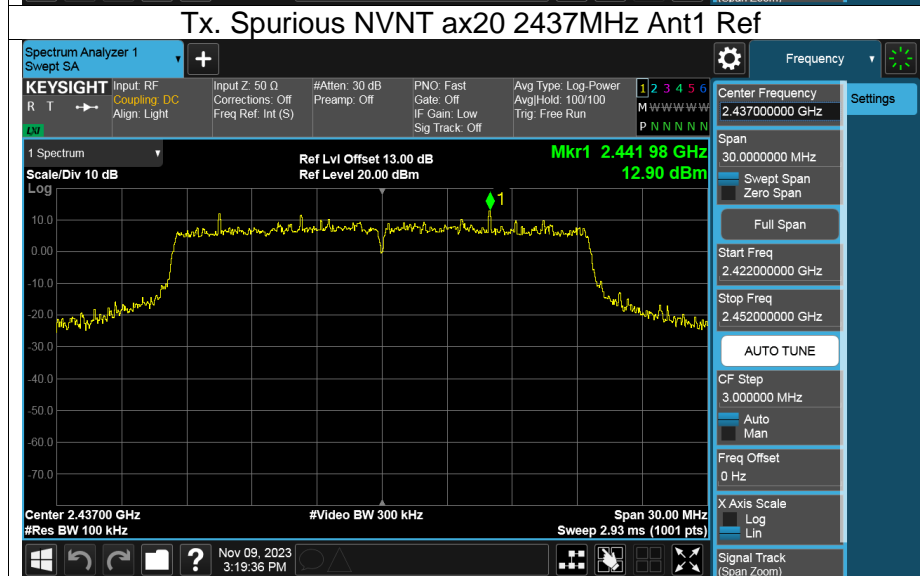 (Span Zoom)
Tx. Spurious NVNT ax20 2437MHz Ant1 Ref
Spectrum Analyzer 1
Swept SA
+
Frequency
KEYSIGHT
R T
LXI
Input: RF
Coupling: DC
Align: Light
Input Z: 50 Ω
Corrections: Off
Freq Ref: Int (S)
#Atten: 30 dB
Preamp: Off
PNO: Fast
Gate: Off
IF Gain: Low
Sig Track: Off
Avg Type: Log-Power
Avg|Hold: 100/100
Trig: Free Run
1 2 3 4 5 6
M W W W W W
P N N N N N
1 Spectrum
Scale/Div 10 dB
Log
Ref Lvl Offset 13.00 dB
Ref Level 20.00 dBm
Mkr1 2.441 98 GHz
12.90 dBm
1
10.0
0.00
-10.0
-20.0
-30.0
-40.0
-50.0
-60.0
-70.0
Center 2.43700 GHz
#Res BW 100 kHz
#Video BW 300 kHz
Span 30.00 MHz
Sweep 2.93 ms (1001 pts)
Center Frequency
2.437000000 GHz
Settings
Span
30.0000000 MHz
Swept Span
Zero Span
Full Span
Start Freq
2.422000000 GHz
Stop Freq
2.452000000 GHz
AUTO TUNE
CF Step
3.000000 MHz
Auto
Man
Freq Offset
0 Hz
X Axis Scale
Log
Lin
Signal Track
(Span Zoom)
?
Nov 09, 2023
3:19:36 PM